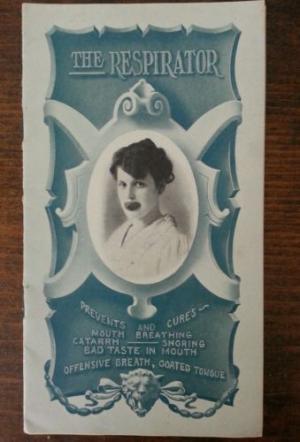 THE RESPIRATOR
PREVENTS AND CURES
MOUTH BREATHING
CATARRH — SNORING
BAD TASTE IN MOUTH
OFFENSIVE BREATH, COATED TONGUE